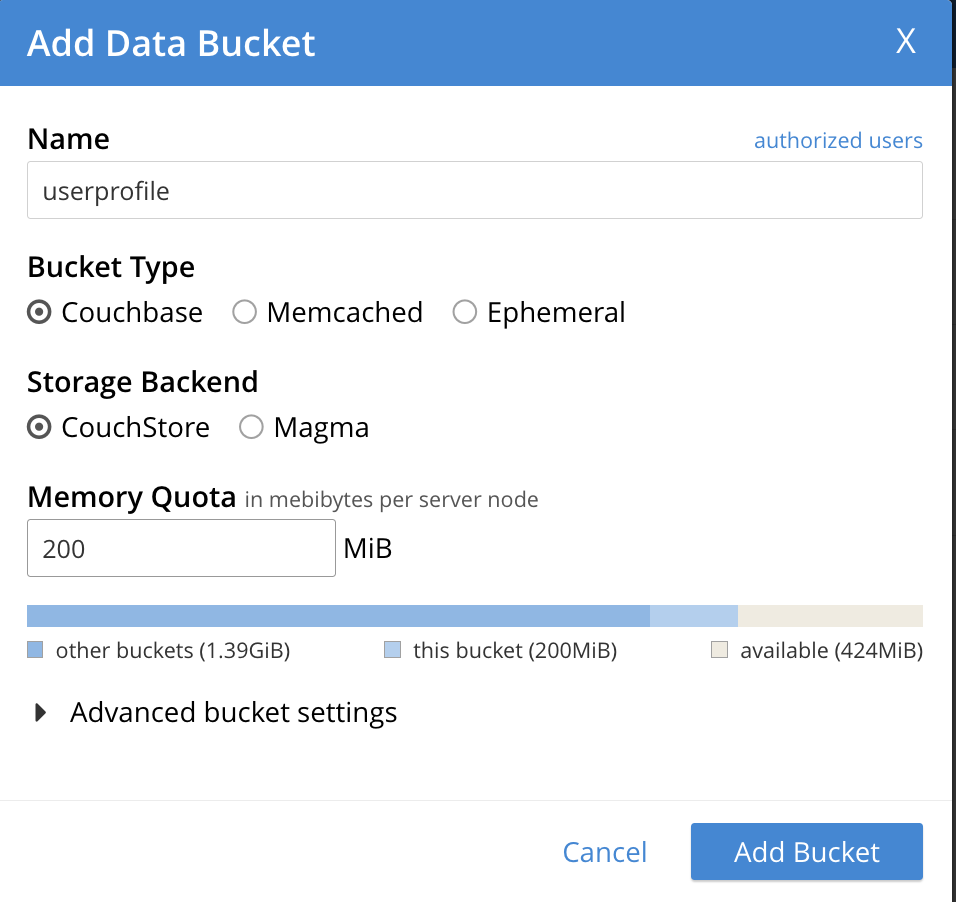 Add Data Bucket X
Name authorized users
userprofile
Bucket Type
Couchbase Memcached Ephemeral
Storage Backend
CouchStore Magma
Memory Quota in mebibytes per server node
200 MiB
other buckets (1.39GiB) this bucket (200MiB) available (424MiB)
Advanced bucket settings
Cancel Add Bucket